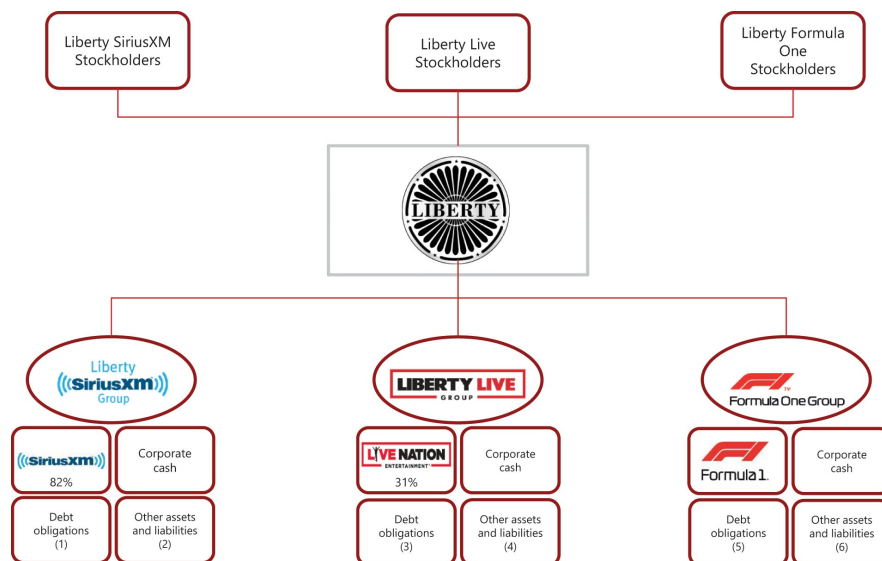 Liberty SiriusXM
Stockholders
Liberty Live
Stockholders
Liberty Formula
One
Stockholders
LIBERTY
Liberty
((SiriusXM))
Group
LIBERTY LIVE
GROUP
F1™
Formula One Group
((SiriusXM))
82%
Corporate
cash
LIVE NATION
ENTERTAINMENT
31%
Corporate
cash
F1
Formula 1.
Corporate
cash
Debt
obligations
(1)
Other assets
and liabilities
(2)
Debt
obligations
(3)
Other assets
and liabilities
(4)
Debt
obligations
(5)
Other assets
and liabilities
(6)